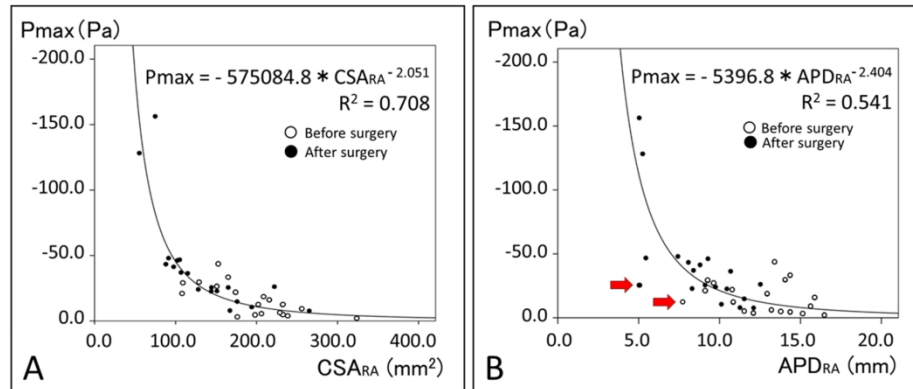 Pmax (Pa)
-200.0
-150.0
-100.0
-50.0
0.0
Pmax = - 575084.8 * CSARA - 2.051
R2 = 0.708
○ Before surgery
● After surgery
0.0 100.0 200.0 300.0 400.0
A CSARA (mm2)
Pmax (Pa)
-200.0
-150.0
-100.0
-50.0
0.0
Pmax = - 5396.8 * APDRA-2.404
R2 = 0.541
○ Before surgery
● After surgery
0.0 5.0 10.0 15.0 20.0
B APDRA (mm)